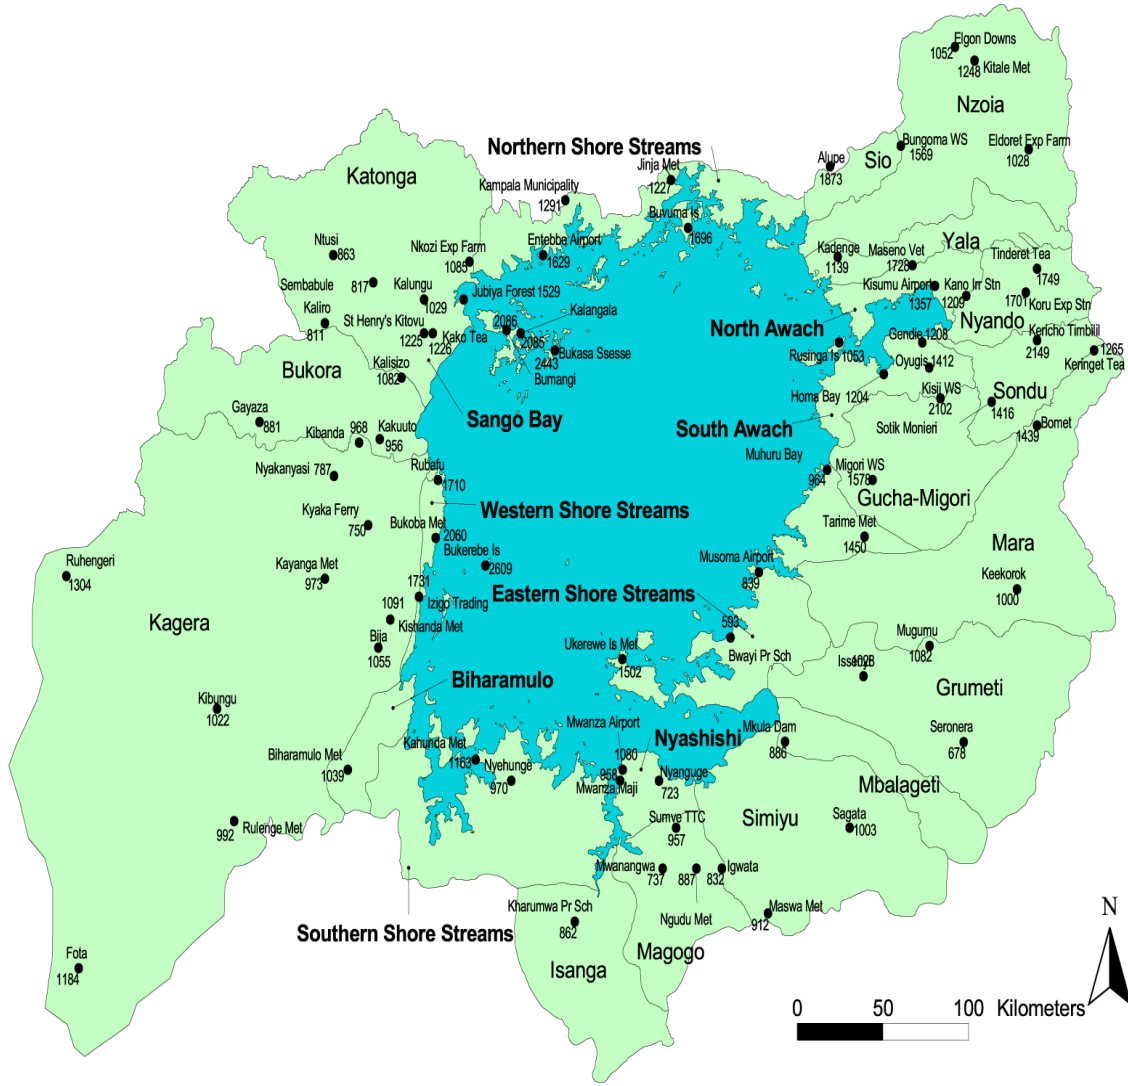 Elgon Downs
1052
1248
Kitale Met
Nzoia
Bungoma WS
1569
Eldoret Exp Farm
1028
Northern Shore Streams
Jinja Met
1227
Alupe
1873
Sio
Katonga
Kampala Municipality
1291
Buvuma Is
1696
Ntusi
863
Nkozi Exp Farm
1085
Entebbe Airport
1629
Kadenge
1139
Maseno Vet
1728
Yala
Tinderet Tea
1749
Sembabule
817
Kalungu
1029
Jubiya Forest 1529
Kisumu Airport
1357
Kano Irr Stn
1209
1701
Koru Exp Stn
Kaliro
811
St Henry's Kitovu
1225
1226
Kako Tea
2086
Kalangala
2085
Bukasa Ssesse
2443
Bumangi
North Awach
Nyando
Gendie 1208
Kericho Timbilil
2149
1265
Keringet Tea
Rusinga Is 1053
Oyugis 1412
Bukora
Kalisizo
1082
Homa Bay 1204
Kisii WS
2102
Sondu
1416
Gayaza
881
Sango Bay
South Awach
Sotik Monieri
Bomet
1439
968
Kibanda
Kakuuto
956
Muhuru Bay
964
Migori WS
1578
Nyakanyasi 787
Rubafu
1710
Gucha-Migori
Kyaka Ferry
750
Western Shore Streams
Bukoba Met
2060
Tarime Met
1450
Mara
Bukerebe Is
2609
Musoma Airport
839
Ruhengeri
1304
Kayanga Met
973
1731
Izigo Trading
Eastern Shore Streams
Keekorok
1000
Kagera
1091
Kishanda Met
593
Bwayi Pr Sch
Bija
1055
Ukerewe Is Met
1502
Mugumu
1082
Issenyi
1028
Biharamulo
Grumeti
Kibungu
1022
Mwanza Airport
1080
Nyashishi
Mkula Dam
886
Seronera
678
Kahunda Met
1163
Biharamulo Met
1039
Nyehunge
970
958
Mwanza Maji
Nyanguge
723
Mbalageti
Rulenge Met
992
Sumve TTC
957
Simiyu
Sagata
1003
Mwanangwa
737
887
832
Igwata
Ngudu Met
Maswa Met
912
Kharumwa Pr Sch
862
Southern Shore Streams
Magogo
Isanga
Fota
1184
N
0 50 100 Kilometers